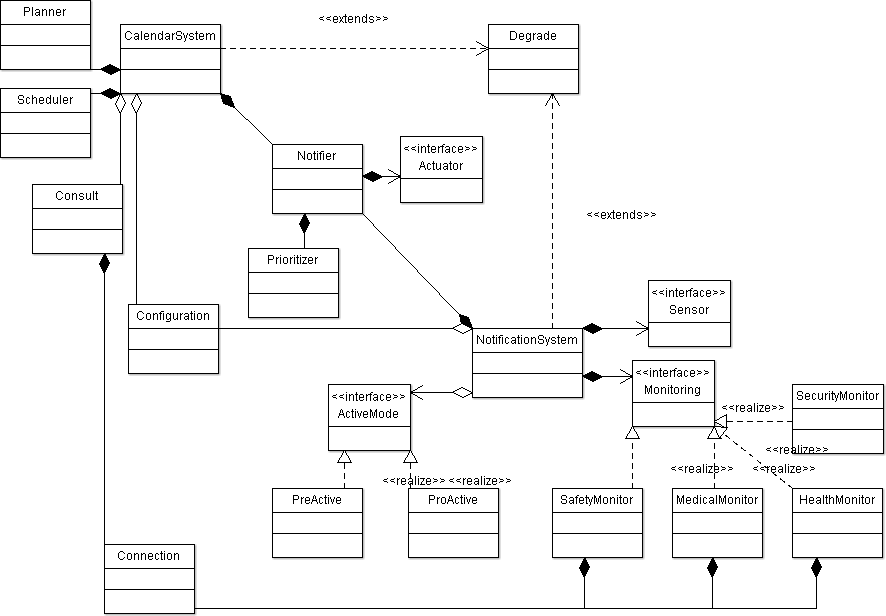 Planner
<<extends>>
CalendarSystem
Degrade
Scheduler
<<interface>>
Actuator
Notifier
Consult
<<extends>>
Prioritizer
<<interface>>
Sensor
Configuration
NotificationSystem
<<interface>>
Monitoring
<<interface>>
ActiveMode
SecurityMonitor
<<realize>>
<<realize>>
<<realize>>
<<realize>>
<<realize>>
<<realize>>
PreActive
ProActive
SafetyMonitor
MedicalMonitor
HealthMonitor
Connection